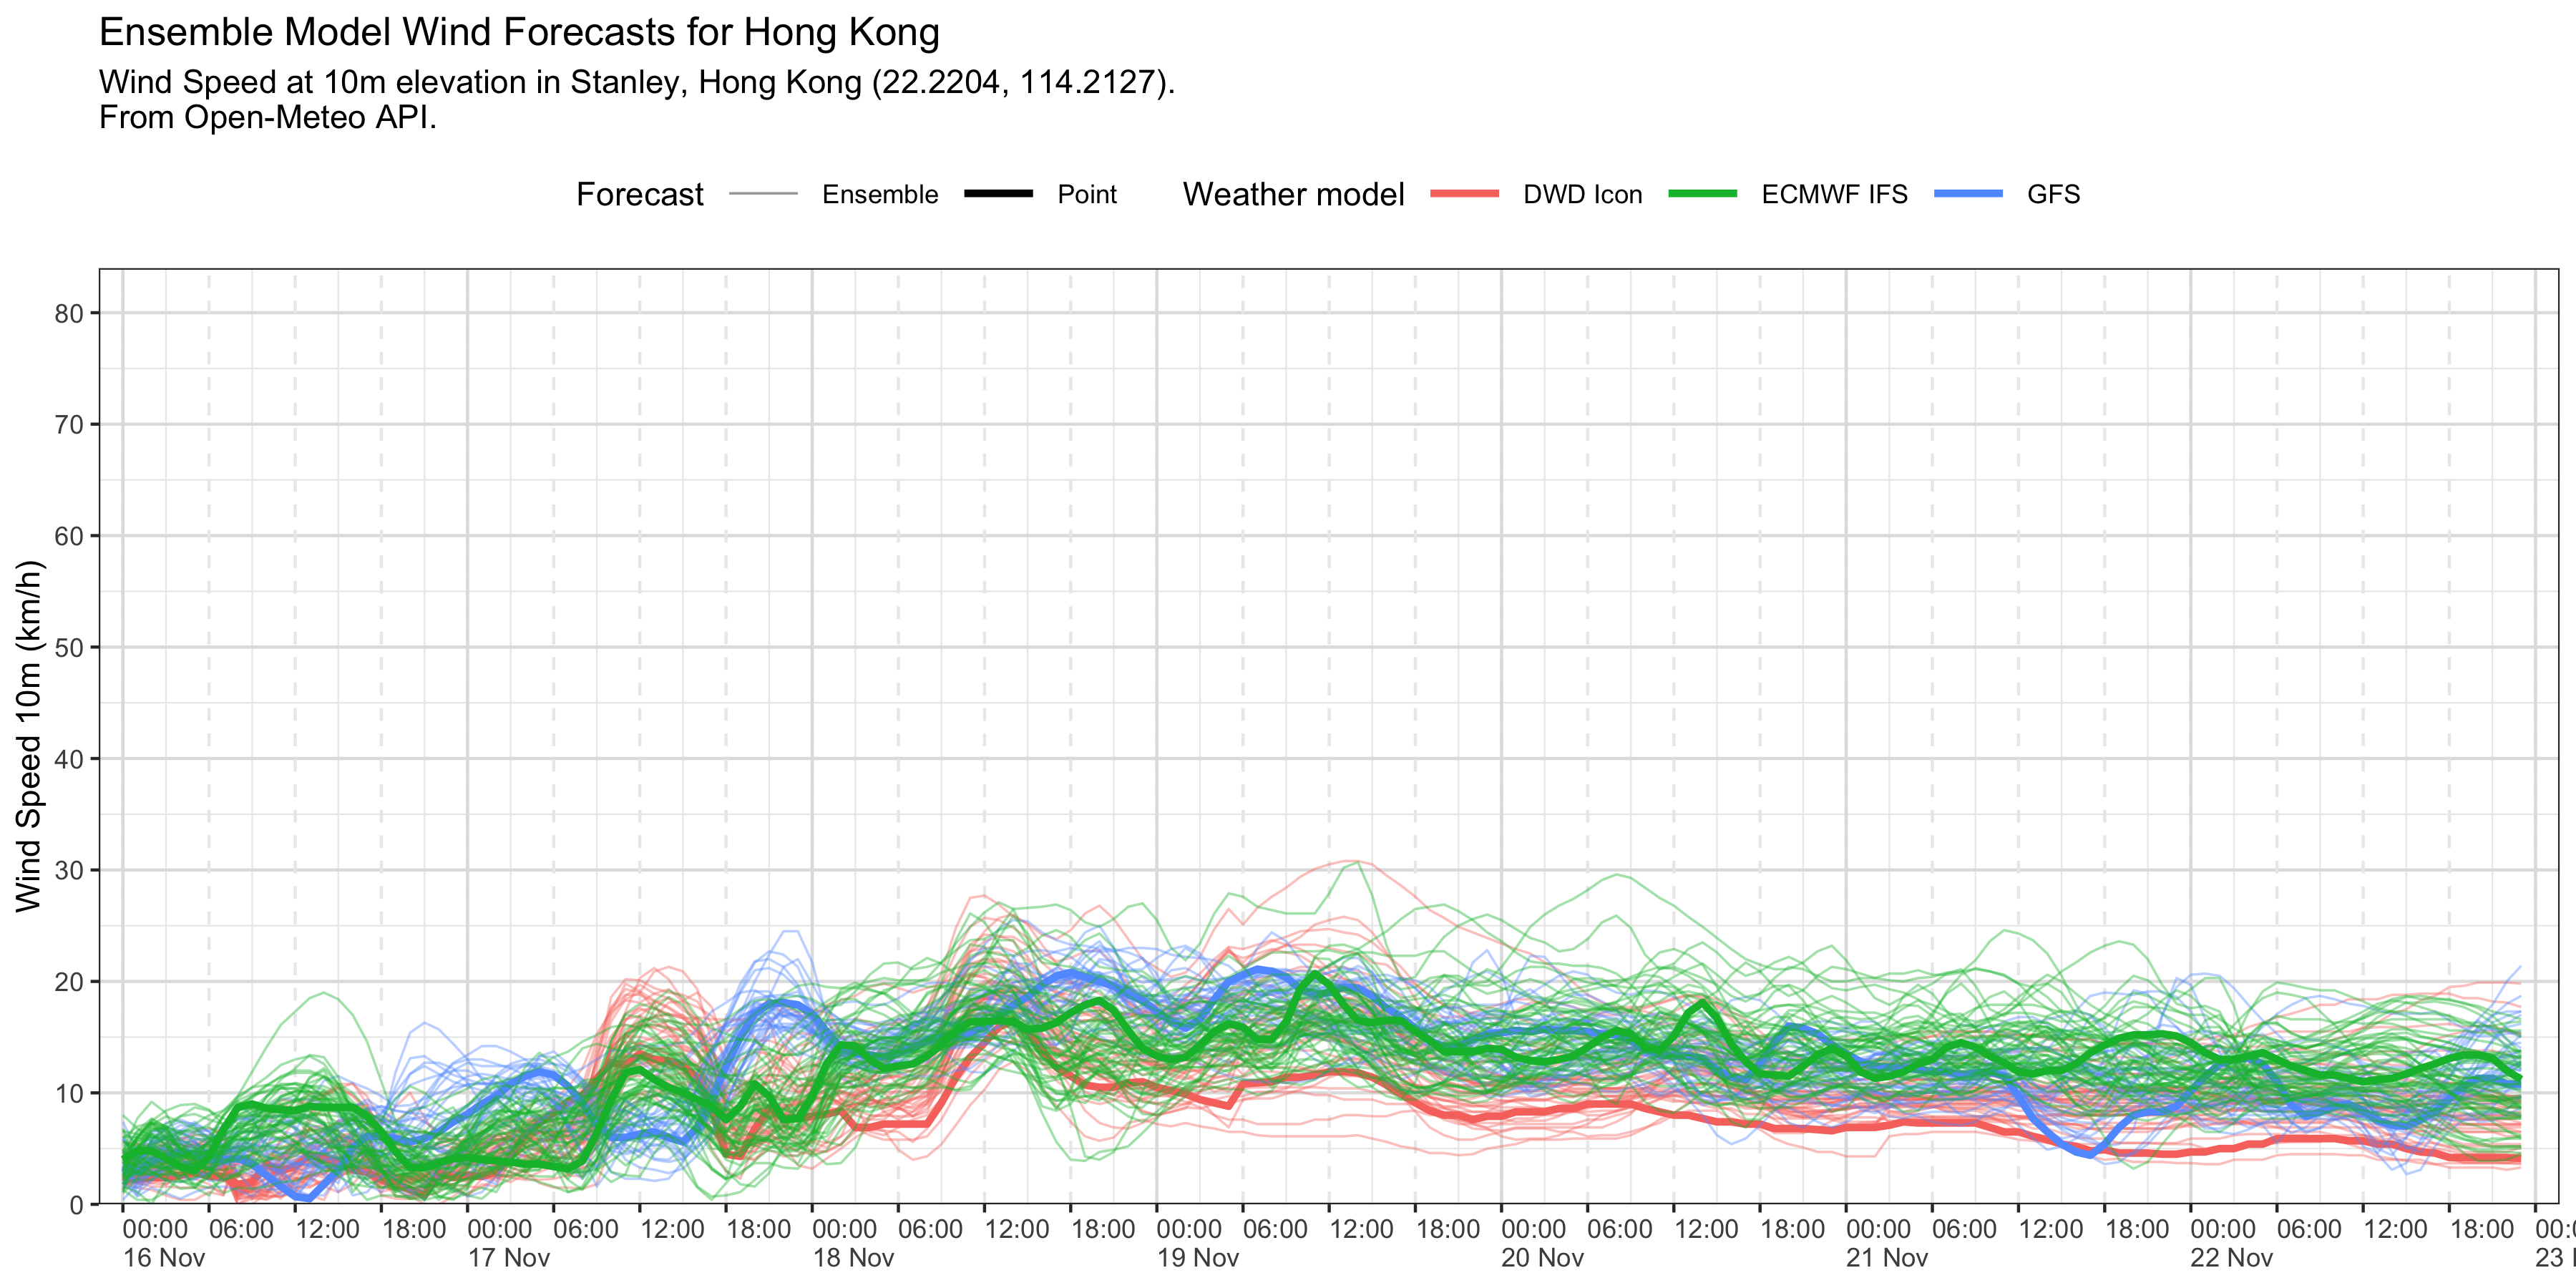 Ensemble Model Wind Forecasts for Hong Kong
Wind Speed at 10m elevation in Stanley, Hong Kong (22.2204, 114.2127).
From Open-Meteo API.
Forecast Ensemble Point Weather model DWD Icon ECMWF IFS GFS
Wind Speed 10m (km/h)
80
70
60
50
40
30
20
10
0
00:00 06:00 12:00 18:00 00:00 06:00 12:00 18:00 00:00 06:00 12:00 18:00 00:00 06:00 12:00 18:00 00:00 06:00 12:00 18:00 00:00 06:00 12:00 18:00 00:00 06:00 12:00 18:00 00:0
16 Nov 17 Nov 18 Nov 19 Nov 20 Nov 21 Nov 22 Nov 23